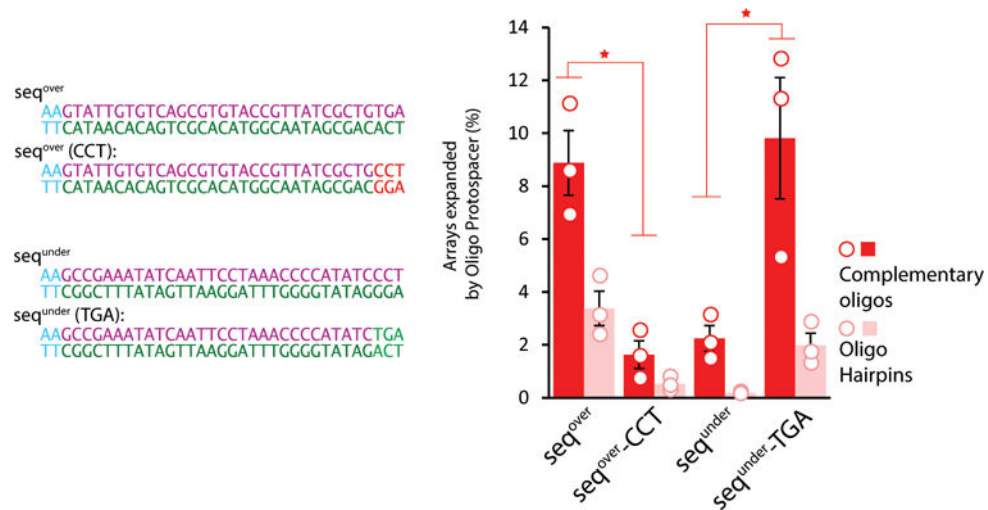 seq^over
AAGTATTGTGTCAGCGTGTACCGTTATCGCTGTGA
TTCATAACACAGTCGCACATGGCAATAGCGACACT
seq^over (CCT):
AAGTATTGTGTCAGCGTGTACCGTTATCGCTGCCT
TTCATAACACAGTCGCACATGGCAATAGCGACGGA
seq^under
AAGCCGAAATATCAATTCCTAAACCCCATATCCCT
TTCGGCTTTATAGTTAAGGATTTGGGGTATAGGGA
seq^under (TGA):
AAGCCGAAATATCAATTCCTAAACCCCATATCTGA
TTCGGCTTTATAGTTAAGGATTTGGGGTATAGACT
Arrays expanded
by Oligo Protospacer (%)
14
12
10
8
6
4
2
0
seq^over
seq^over-CCT
seq^under
seq^under-TGA
Complementary
oligos
Oligo
Hairpins